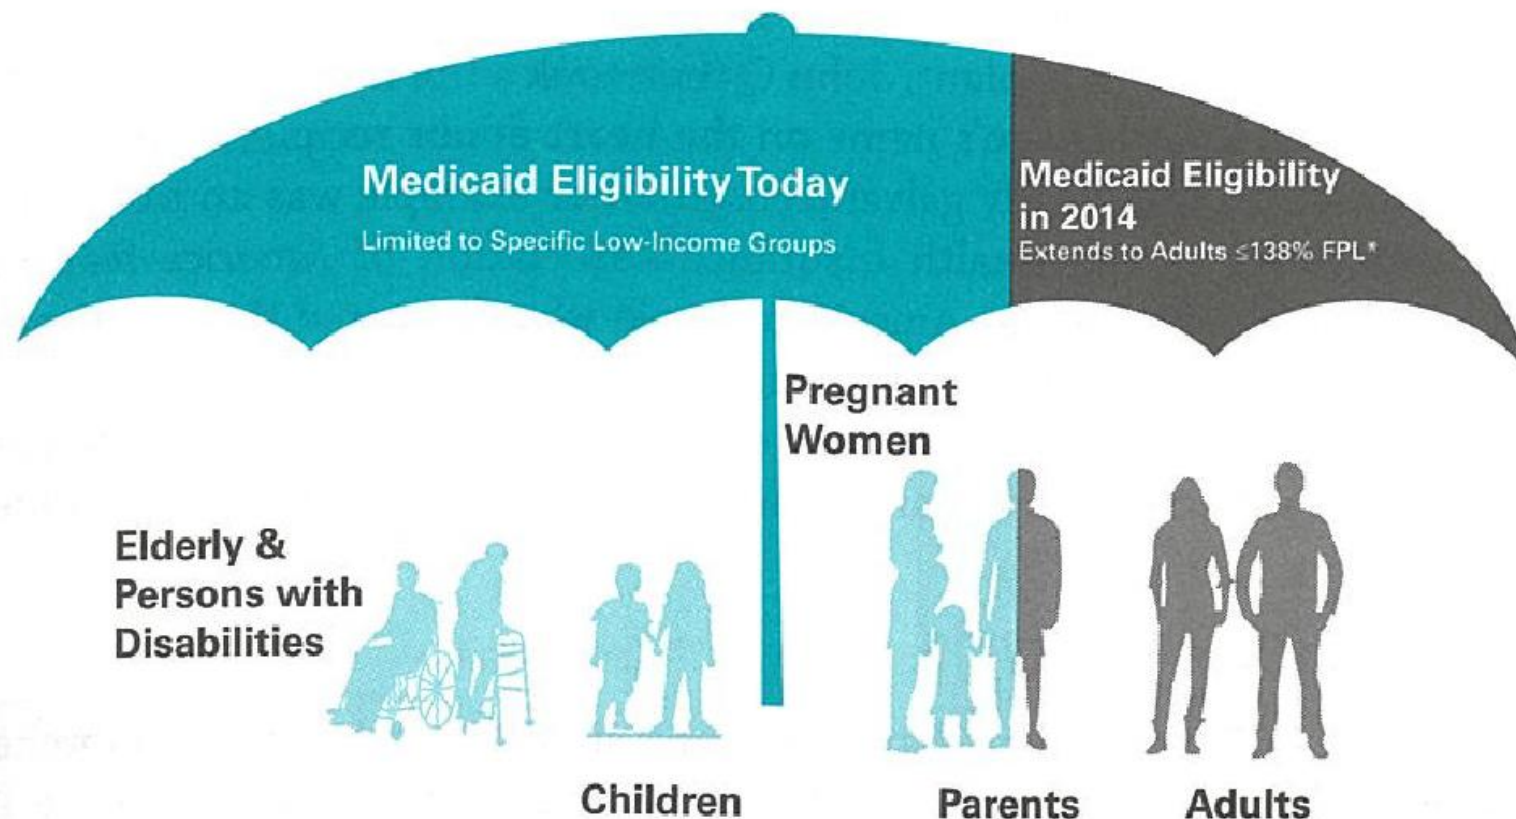 Medicaid Eligibility Today
Limited to Specific Low-Income Groups
Medicaid Eligibility
in 2014
Extends to Adults ≤138% FPL*
Pregnant
Women
Elderly &
Persons with
Disabilities
Children
Parents
Adults